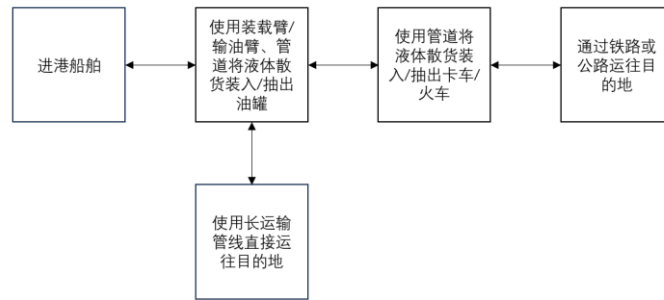 进港船舶
使用装载臂/
输油臂、管
道将液体散
货装入/抽出
油罐
使用管道将
液体散货装
入/抽出卡车/
火车
通过铁路或
公路运往目
的地
使用长运输
管线直接运
往目的地